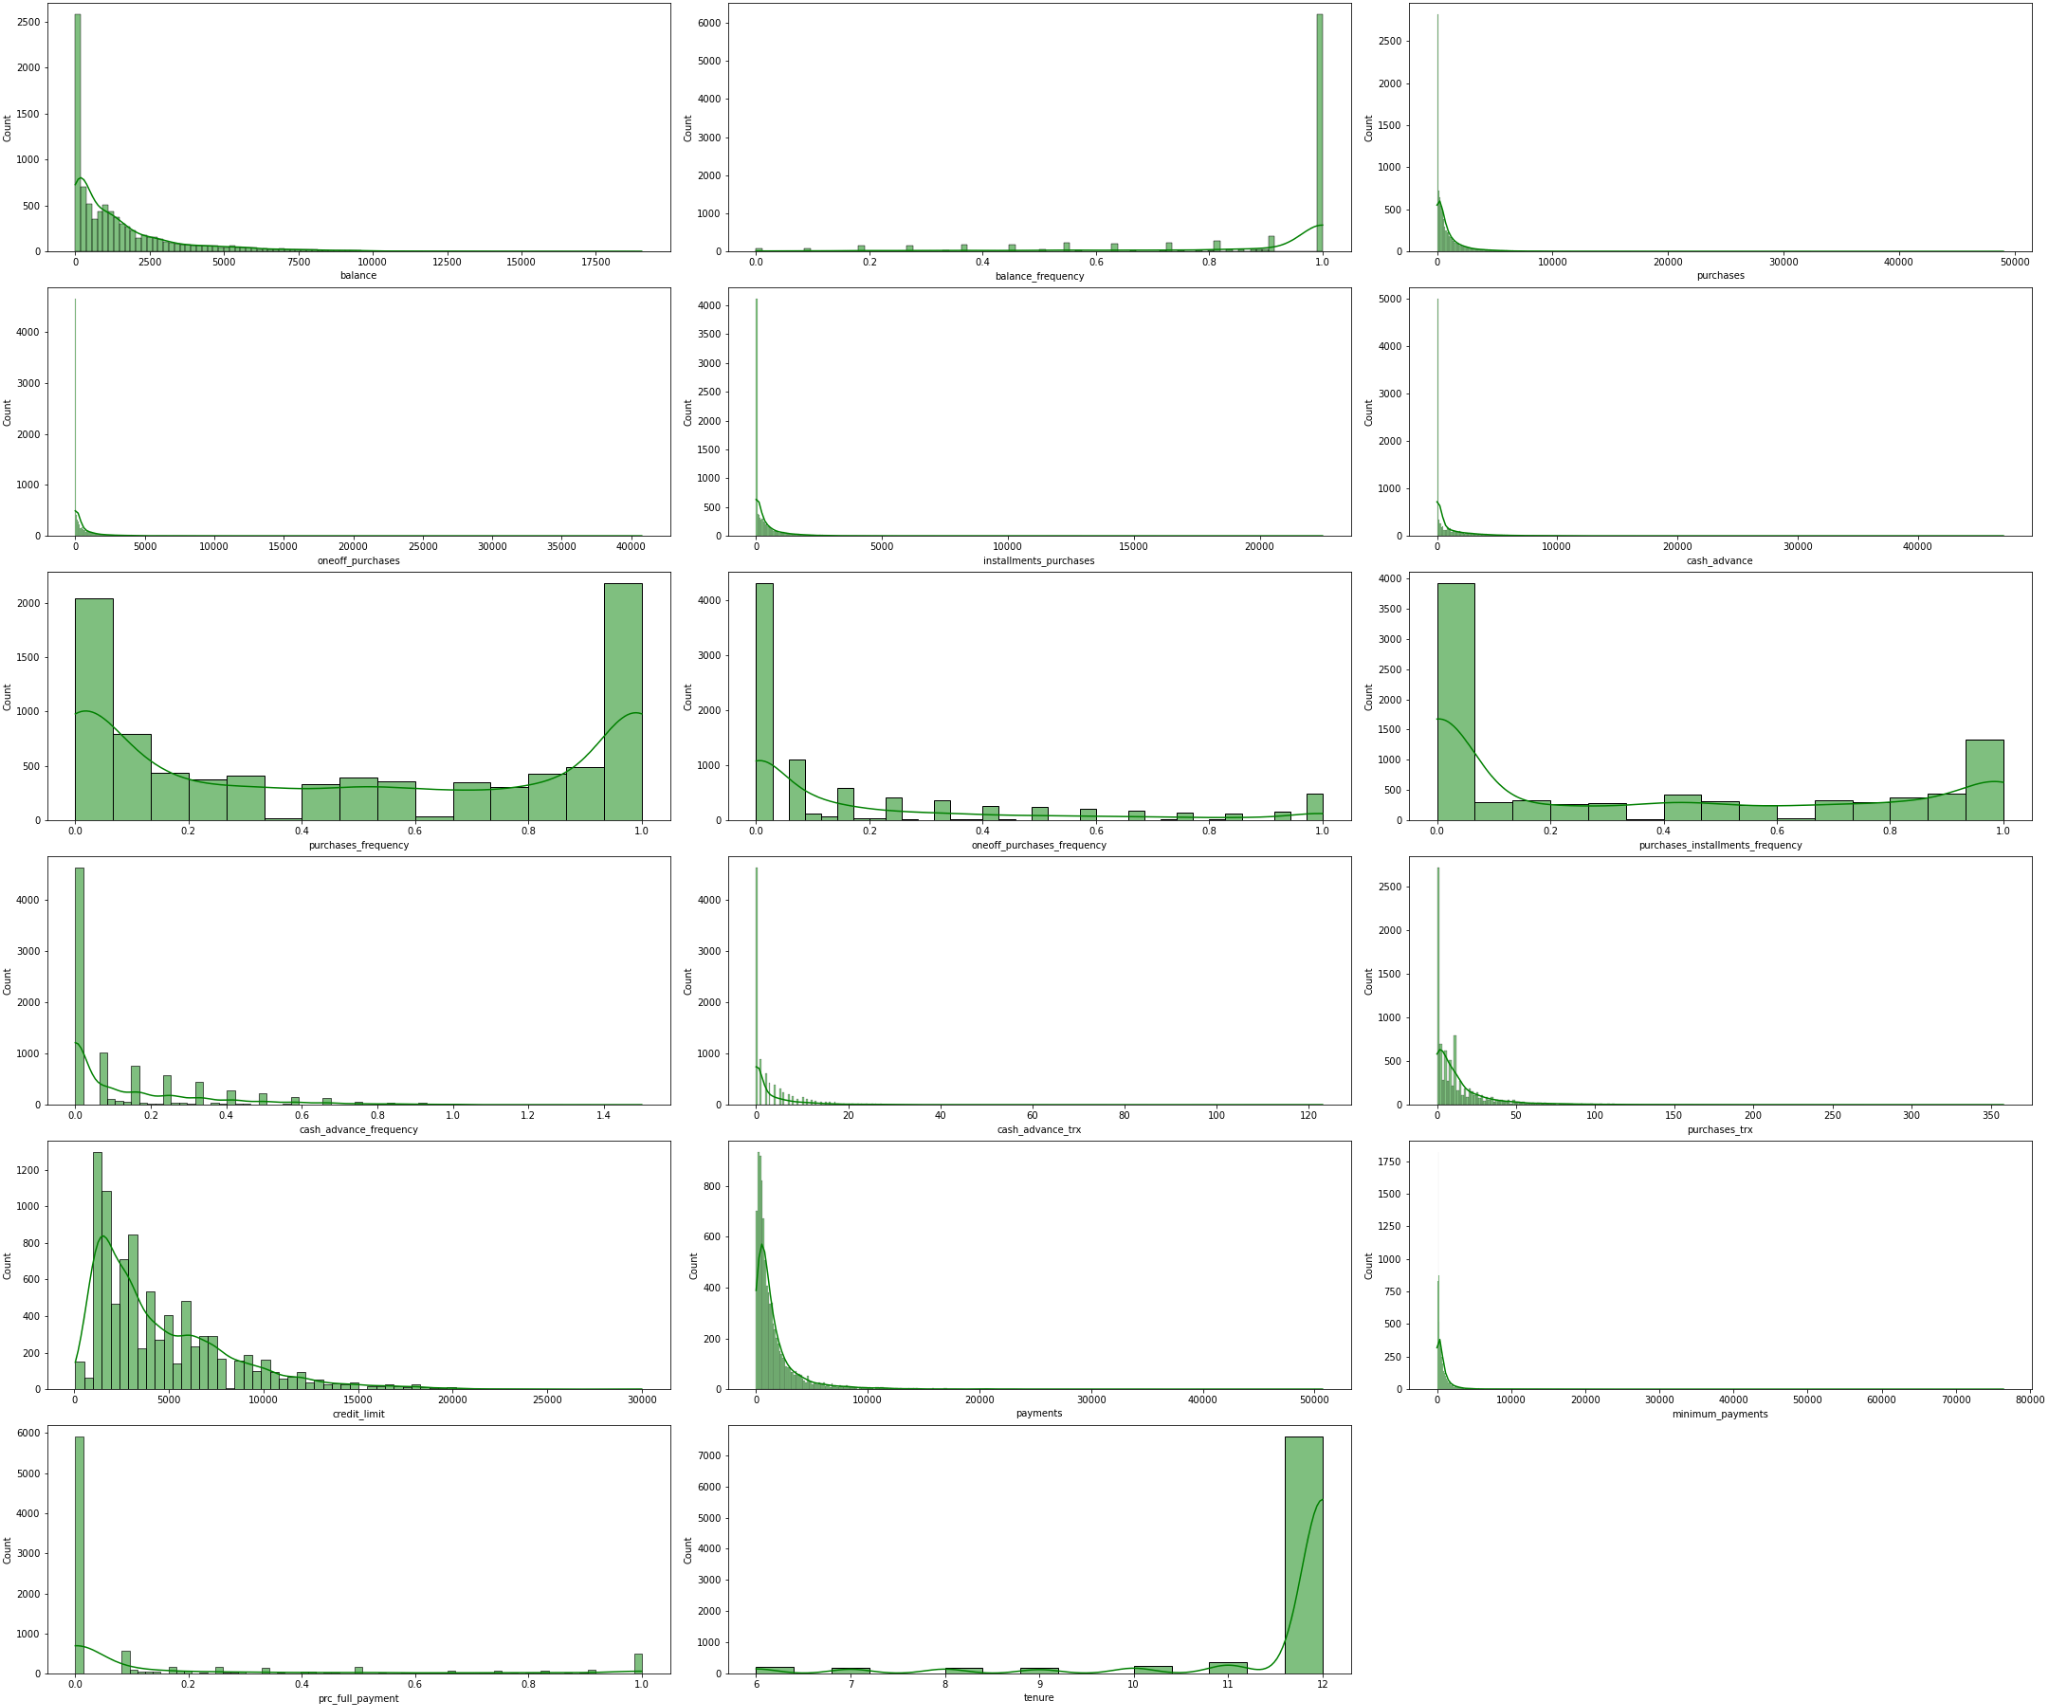 2500
2000
1500
1000
500
0
Count
0 2500 5000 7500 10000 12500 15000 17500
balance
6000
5000
4000
3000
2000
1000
0
Count
0.0 0.2 0.4 0.6 0.8 1.0
balance_frequency
2500
2000
1500
1000
500
0
Count
0 10000 20000 30000 40000 50000
purchases
4000
3000
2000
1000
0
Count
0 5000 10000 15000 20000 25000 30000 35000 40000
oneoff_purchases
4000
3500
3000
2500
2000
1500
1000
500
0
Count
0 5000 10000 15000 20000
installments_purchases
5000
4000
3000
2000
1000
0
Count
0 10000 20000 30000 40000
cash_advance
2000
1500
1000
500
0
Count
0.0 0.2 0.4 0.6 0.8 1.0
purchases_frequency
4000
3000
2000
1000
0
Count
0.0 0.2 0.4 0.6 0.8 1.0
oneoff_purchases_frequency
4000
3500
3000
2500
2000
1500
1000
500
0
Count
0.0 0.2 0.4 0.6 0.8 1.0
purchases_installments_frequency
4000
3000
2000
1000
0
Count
0.0 0.2 0.4 0.6 0.8 1.0 1.2 1.4
cash_advance_frequency
4000
3000
2000
1000
0
Count
0 20 40 60 80 100 120
cash_advance_trx
2500
2000
1500
1000
500
0
Count
0 50 100 150 200 250 300 350
purchases_trx
1200
1000
800
600
400
200
0
Count
0 5000 10000 15000 20000 25000 30000
credit_limit
800
600
400
200
0
Count
0 10000 20000 30000 40000 50000
payments
1750
1500
1250
1000
750
500
250
0
Count
0 10000 20000 30000 40000 50000 60000 70000 80000
minimum_payments
6000
5000
4000
3000
2000
1000
0
Count
0.0 0.2 0.4 0.6 0.8 1.0
prc_full_payment
7000
6000
5000
4000
3000
2000
1000
0
Count
6 7 8 9 10 11 12
tenure